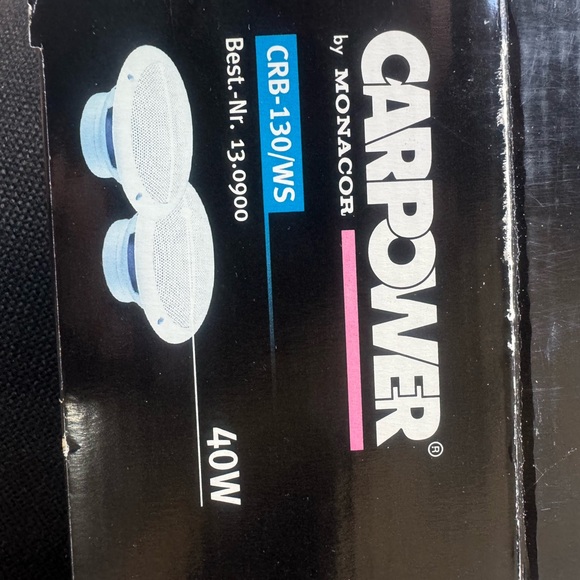 CARPOWER®
by MONACOR
CRB-130/WS
Best.-Nr. 13.0900
40W